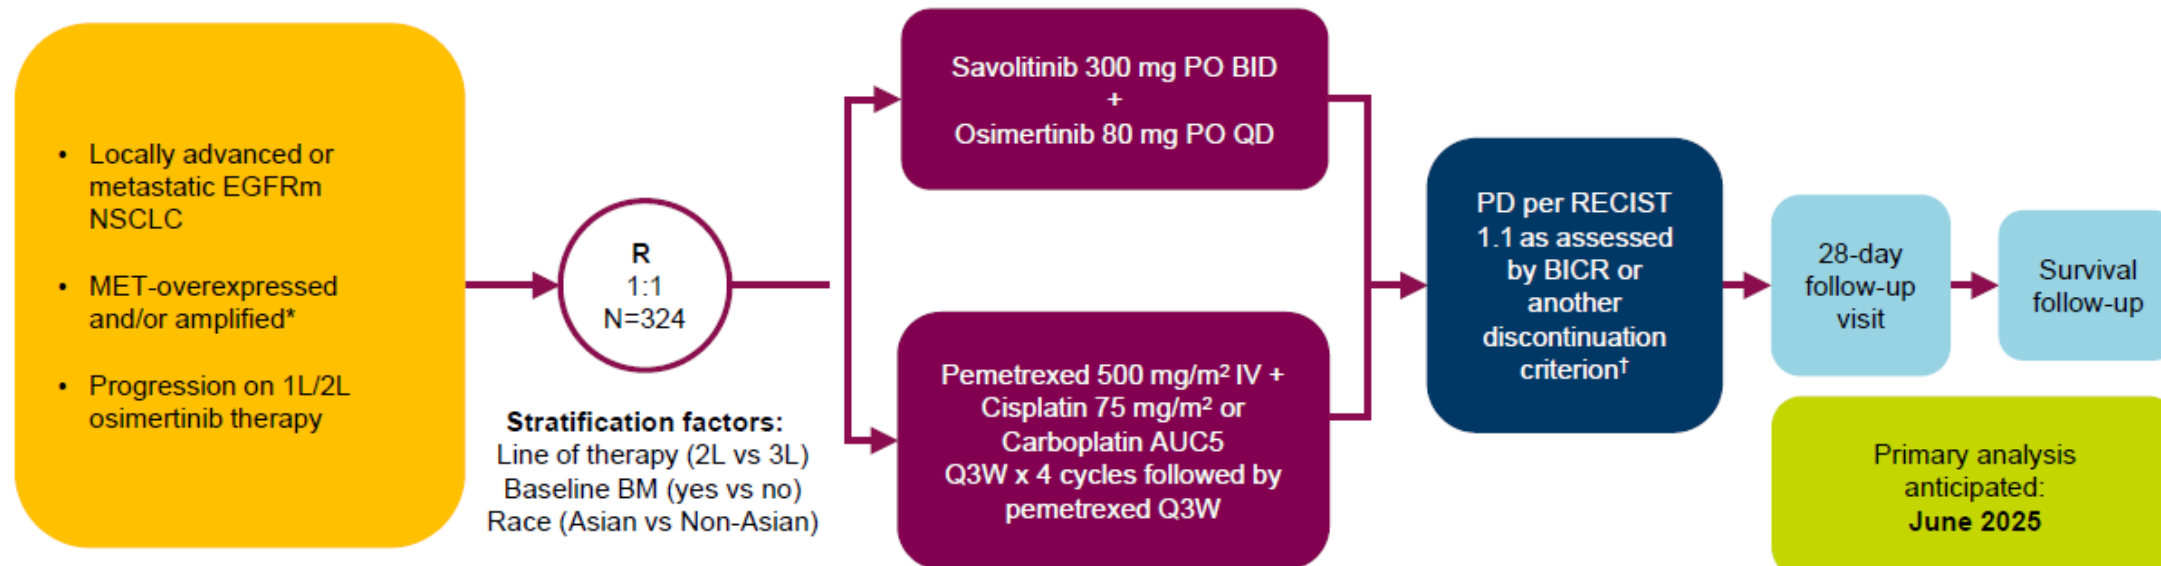 • Locally advanced or
metastatic EGFRm
NSCLC
• MET-overexpressed
and/or amplified*
• Progression on 1L/2L
osimertinib therapy
R
1:1
N=324
Stratification factors:
Line of therapy (2L vs 3L)
Baseline BM (yes vs no)
Race (Asian vs Non-Asian)
Savolitinib 300 mg PO BID
+
Osimertinib 80 mg PO QD
Pemetrexed 500 mg/m² IV +
Cisplatin 75 mg/m² or
Carboplatin AUC5
Q3W x 4 cycles followed by
pemetrexed Q3W
PD per RECIST
1.1 as assessed
by BICR or
another
discontinuation
criterion†
28-day
follow-up
visit
Survival
follow-up
Primary analysis
anticipated:
June 2025